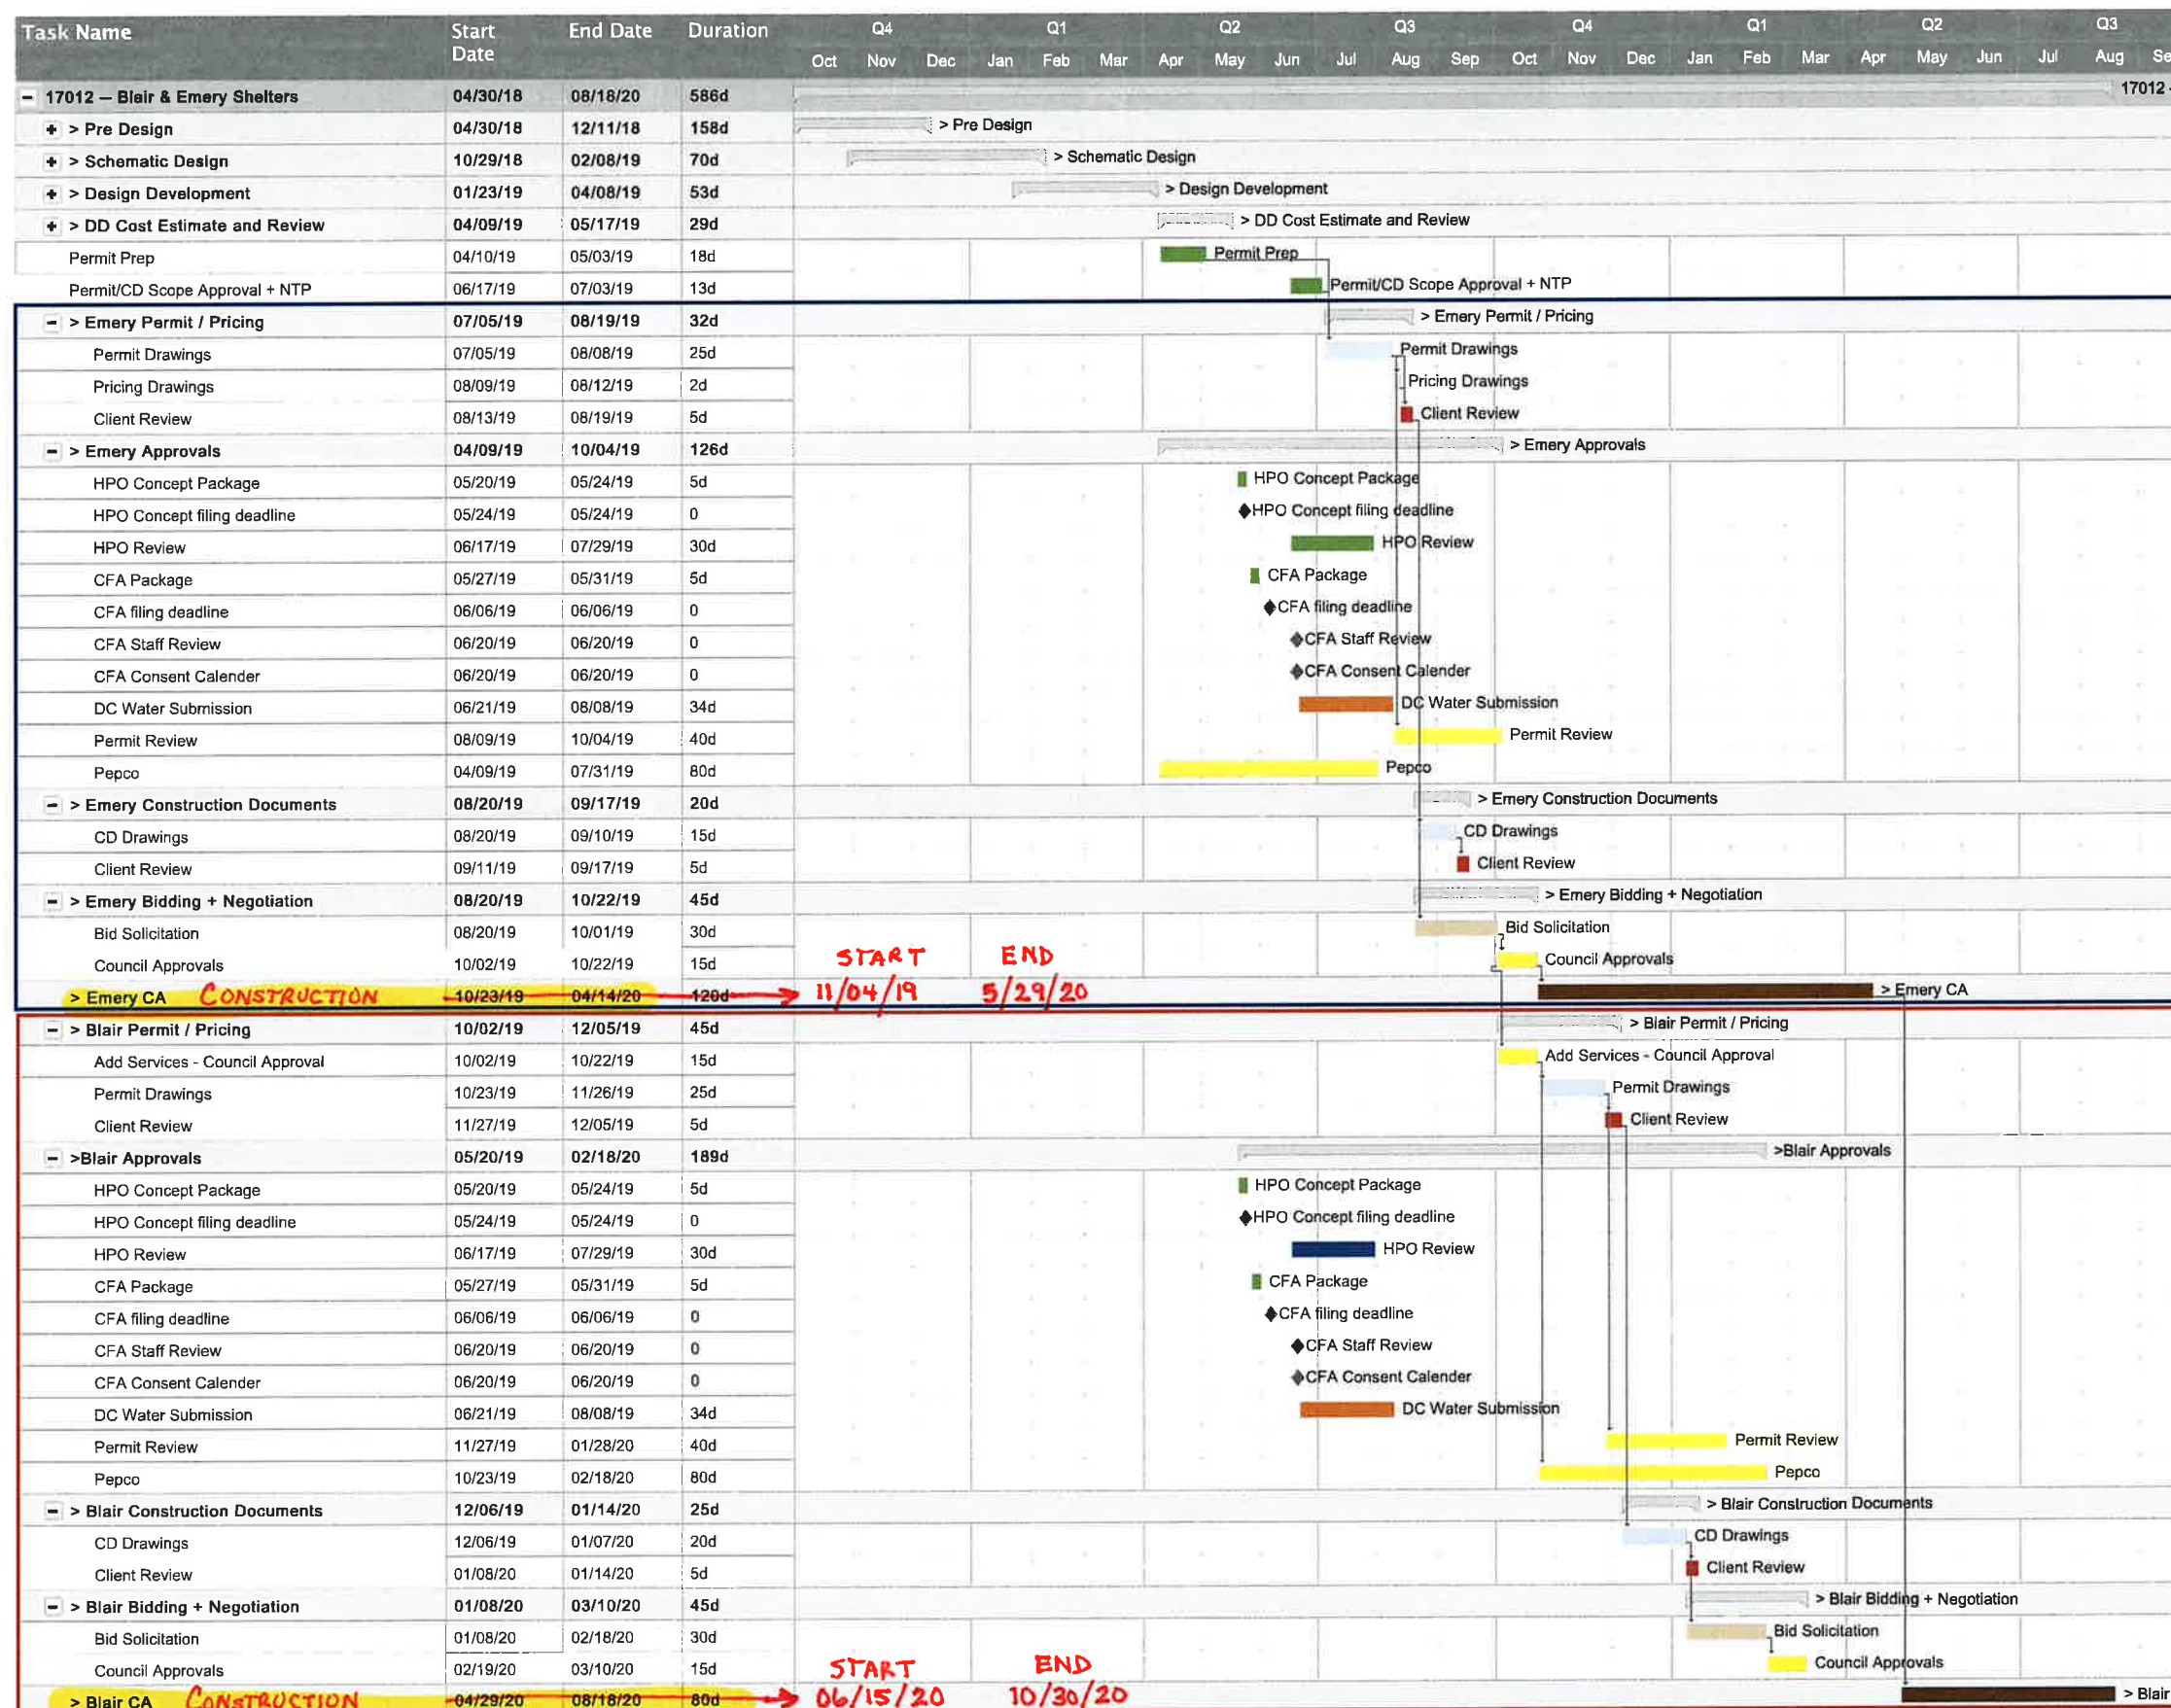 Task Name Start Date End Date Duration Q4 Q1 Q2 Q3 Q4 Q1 Q2 Q3
Oct Nov Dec Jan Feb Mar Apr May Jun Jul Aug Sep Oct Nov Dec Jan Feb Mar Apr May Jun Jul Aug Se
17012 — Blair & Emery Shelters 04/30/18 08/18/20 586d 17012
> Pre Design 04/30/18 12/11/18 158d > Pre Design
> Schematic Design 10/29/18 02/08/19 70d > Schematic Design
> Design Development 01/23/19 04/08/19 53d > Design Development
> DD Cost Estimate and Review 04/09/19 05/17/19 29d > DD Cost Estimate and Review
Permit Prep 04/10/19 05/03/19 18d Permit Prep
Permit/CD Scope Approval + NTP 06/17/19 07/03/19 13d Permit/CD Scope Approval + NTP
> Emery Permit / Pricing 07/05/19 08/19/19 32d > Emery Permit / Pricing
Permit Drawings 07/05/19 08/08/19 25d Permit Drawings
Pricing Drawings 08/09/19 08/12/19 2d Pricing Drawings
Client Review 08/13/19 08/19/19 5d Client Review
> Emery Approvals 04/09/19 10/04/19 126d > Emery Approvals
HPO Concept Package 05/20/19 05/24/19 5d HPO Concept Package
HPO Concept filing deadline 05/24/19 05/24/19 0 HPO Concept filing deadline
HPO Review 06/17/19 07/29/19 30d HPO Review
CFA Package 05/27/19 05/31/19 5d CFA Package
CFA filing deadline 06/06/19 06/06/19 0 CFA filing deadline
CFA Staff Review 06/20/19 06/20/19 0 CFA Staff Review
CFA Consent Calender 06/20/19 06/20/19 0 CFA Consent Calender
DC Water Submission 06/21/19 08/08/19 34d DC Water Submission
Permit Review 08/09/19 10/04/19 40d Permit Review
Pepco 04/09/19 07/31/19 80d Pepco
> Emery Construction Documents 08/20/19 09/17/19 20d > Emery Construction Documents
CD Drawings 08/20/19 09/10/19 15d CD Drawings
Client Review 09/11/19 09/17/19 5d Client Review
> Emery Bidding + Negotiation 08/20/19 10/22/19 45d > Emery Bidding + Negotiation
Bid Solicitation 08/20/19 10/01/19 30d Bid Solicitation
Council Approvals 10/02/19 10/22/19 15d START END Council Approvals
> Emery CA CONSTRUCTION 10/23/19 04/14/20 120d 11/04/19 5/29/20 > Emery CA
> Blair Permit / Pricing 10/02/19 12/05/19 45d > Blair Permit / Pricing
Add Services - Council Approval 10/02/19 10/22/19 15d Add Services - Council Approval
Permit Drawings 10/23/19 11/26/19 25d Permit Drawings
Client Review 11/27/19 12/05/19 5d Client Review
>Blair Approvals 05/20/19 02/18/20 189d >Blair Approvals
HPO Concept Package 05/20/19 05/24/19 5d HPO Concept Package
HPO Concept filing deadline 05/24/19 05/24/19 0 HPO Concept filing deadline
HPO Review 06/17/19 07/29/19 30d HPO Review
CFA Package 05/27/19 05/31/19 5d CFA Package
CFA filing deadline 06/06/19 06/06/19 0 CFA filing deadline
CFA Staff Review 06/20/19 06/20/19 0 CFA Staff Review
CFA Consent Calender 06/20/19 06/20/19 0 CFA Consent Calender
DC Water Submission 06/21/19 08/08/19 34d DC Water Submission
Permit Review 11/27/19 01/28/20 40d Permit Review
Pepco 10/23/19 02/18/20 80d Pepco
> Blair Construction Documents 12/06/19 01/14/20 25d > Blair Construction Documents
CD Drawings 12/06/19 01/07/20 20d CD Drawings
Client Review 01/08/20 01/14/20 5d Client Review
> Blair Bidding + Negotiation 01/08/20 03/10/20 45d > Blair Bidding + Negotiation
Bid Solicitation 01/08/20 02/18/20 30d Bid Solicitation
Council Approvals 02/19/20 03/10/20 15d START END Council Approvals
> Blair CA CONSTRUCTION 04/29/20 08/18/20 80d 06/15/20 10/30/20 > Blair